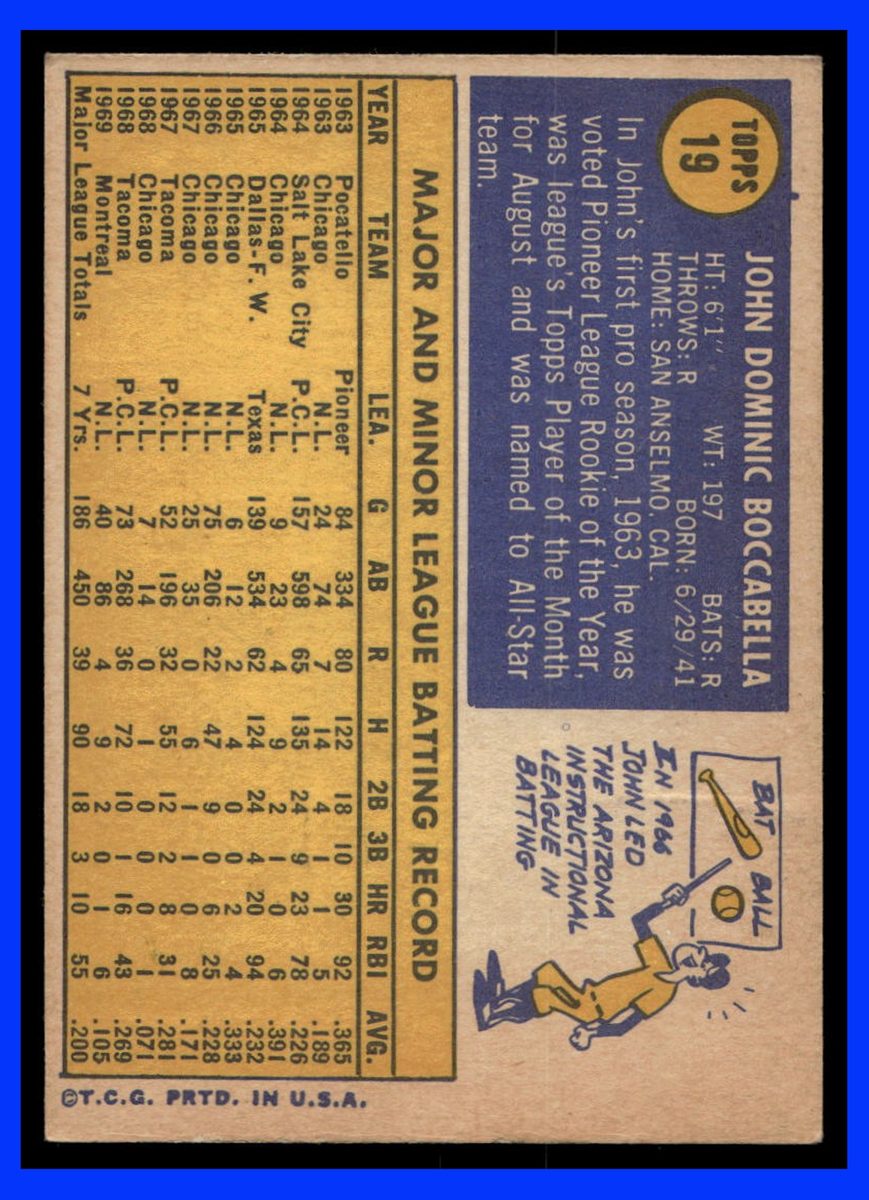 TOPPS
19
JOHN DOMINIC BOCCABELLA
HT: 6'1" WT: 197 BATS: R
THROWS: R BORN: 6/29/41
HOME: SAN ANSELMO, CAL.
In John's first pro season, 1963, he was
voted Pioneer League Rookie of the Year,
was league's Topps Player of the Month
for August and was named to All-Star
team.
BAT BALL
IN 1966
JOHN LED
THE ARIZONA
INSTRUCTIONAL
LEAGUE IN
BATTING
MAJOR AND MINOR LEAGUE BATTING RECORD
YEAR TEAM LEA. G AB R H 2B 3B HR RBI AVG.
1963 Pocatello Pioneer 84 334 80 122 18 10 30 92 .365
1963 Chicago N.L. 24 74 7 14 4 1 1 5 .189
1964 Salt Lake City P.C.L. 157 598 65 135 24 9 23 78 .226
1964 Chicago N.L. 9 23 4 9 2 1 0 6 .391
1965 Dallas-F.W. Texas 139 534 62 124 24 4 20 94 .232
1965 Chicago N.L. 6 12 2 4 0 0 2 4 .333
1966 Chicago N.L. 75 206 22 47 9 0 6 25 .228
1967 Chicago N.L. 25 35 0 6 1 1 0 8 .171
1967 Tacoma P.C.L. 52 196 32 55 12 2 8 31 .281
1968 Chicago N.L. 7 14 0 1 0 0 0 1 .071
1968 Tacoma P.C.L. 73 268 36 72 10 1 16 43 .269
1969 Montreal N.L. 40 86 4 9 2 0 1 6 .105
Major League Totals 7 Yrs. 186 450 39 90 18 3 10 55 .200
©T.C.G. PRTD. IN U.S.A.